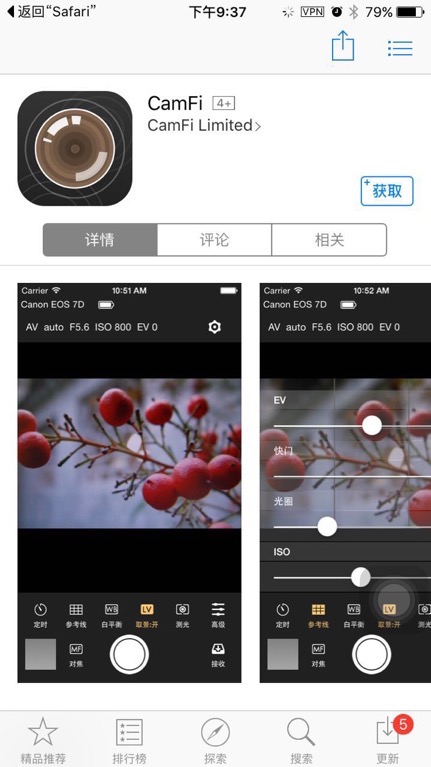 返回“Safari”
下午9:37
VPN
79%
CamFi 4+
CamFi Limited
+获取
详情
评论
相关
Carrier
10:51 AM
Canon EOS 7D
AV auto F5.6 ISO 800 EV 0
定时
参考线
WB
白平衡
LV
取景:开
测光
高级
MF
对焦
接收
Carrier
10:52 AM
Canon EOS 7D
AV auto F5.6 ISO 800 EV 0
EV
快门
光圈
ISO
定时
参考线
WB
白平衡
LV
取景:开
测光
MF
对焦
精品推荐
排行榜
探索
搜索
5
更新